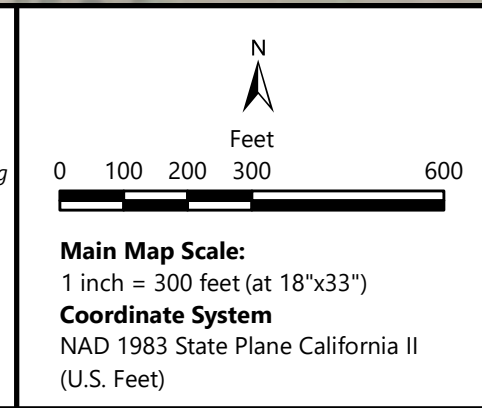 N
Feet
0 100 200 300 600
g
Main Map Scale:
1 inch = 300 feet (at 18"x33")
Coordinate System
NAD 1983 State Plane California II
(U.S. Feet)